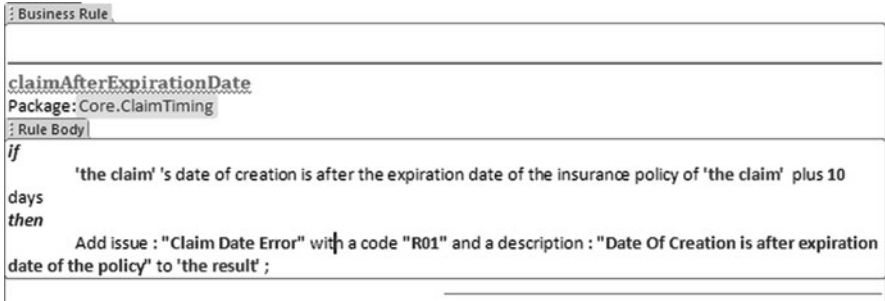 Business Rule
claimAfterExpirationDate
Package: Core.ClaimTiming
Rule Body
if
'the claim' 's date of creation is after the expiration date of the insurance policy of 'the claim' plus 10
days
then
Add issue : "Claim Date Error" with a code "R01" and a description : "Date Of Creation is after expiration
date of the policy" to 'the result' ;